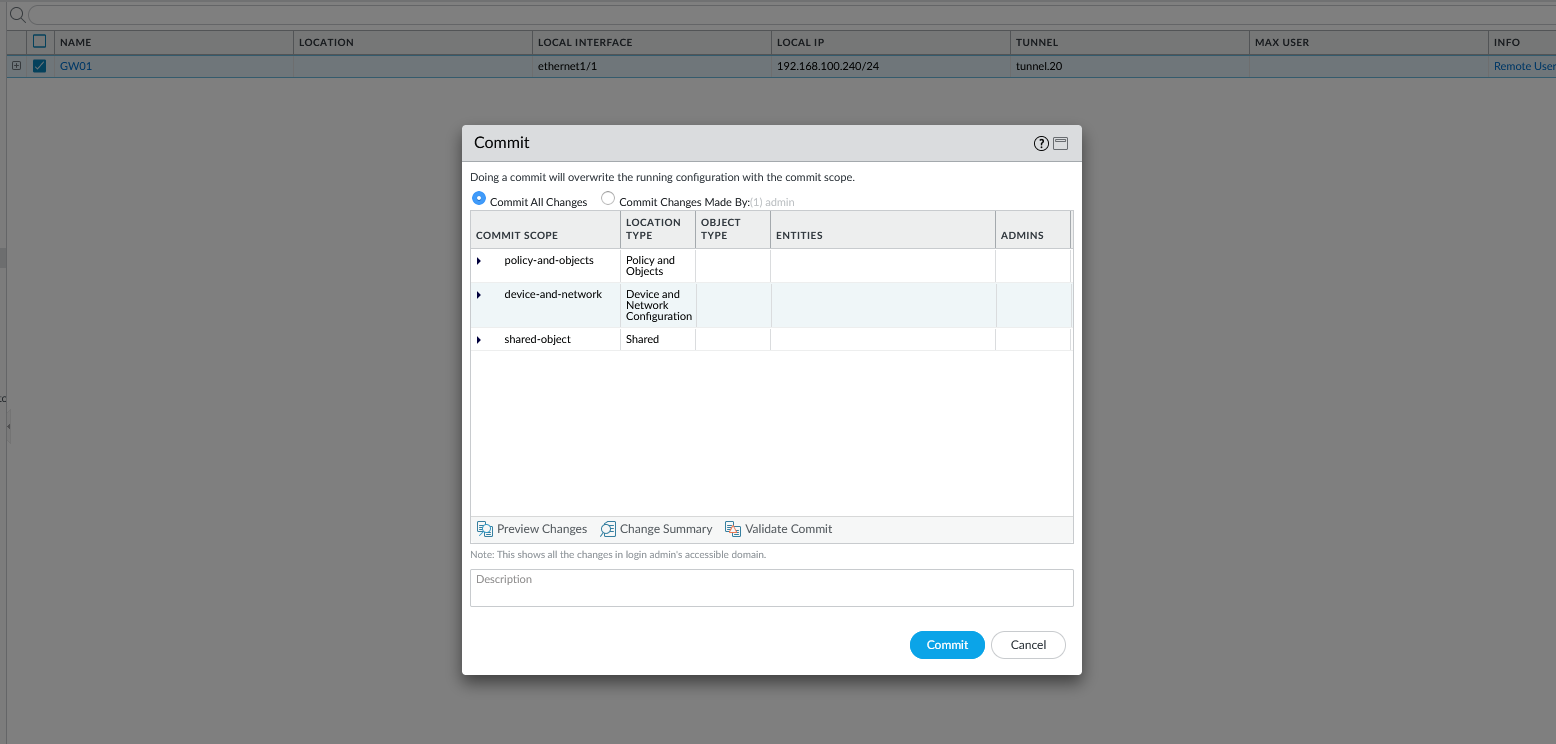 NAME LOCATION LOCAL INTERFACE LOCAL IP TUNNEL MAX USER INFO
GW01 ethernet1/1 192.168.100.240/24 tunnel.20 Remote User
Commit
Doing a commit will overwrite the running configuration with the commit scope.
Commit All Changes Commit Changes Made By:(1) admin
COMMIT SCOPE LOCATION TYPE OBJECT TYPE ENTITIES ADMINS
policy-and-objects Policy and Objects
device-and-network Device and Network Configuration
shared-object Shared
Preview Changes Change Summary Validate Commit
Note: This shows all the changes in login admin's accessible domain.
Description
Commit Cancel